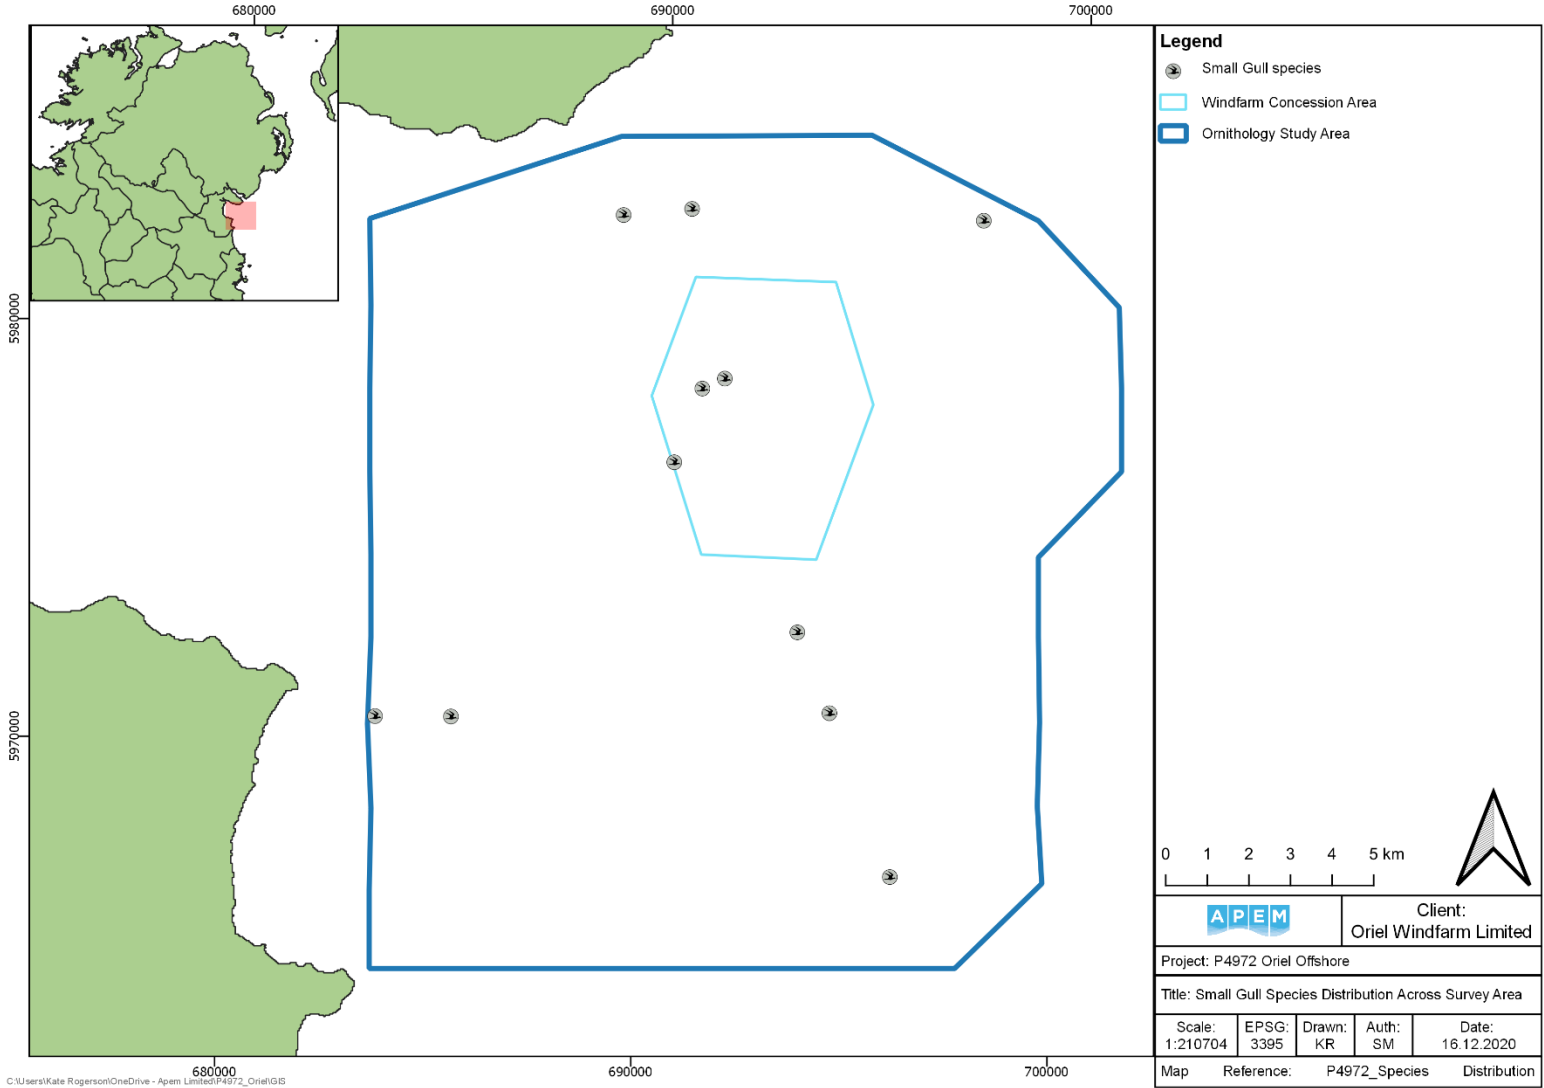 680000
690000
700000
5980000
5970000
680000
690000
700000
Legend
Small Gull species
Windfarm Concession Area
Ornithology Study Area
0 1 2 3 4 5 km
APEM
Client:
Oriel Windfarm Limited
Project: P4972 Oriel Offshore
Title: Small Gull Species Distribution Across Survey Area
Scale: EPSG: Drawn: Auth: Date:
1:210704 3395 KR SM 16.12.2020
Map Reference: P4972_Species Distribution
C:\Users\Kate Rogerson\OneDrive - Apem Limited\P4972_Oriel\GIS